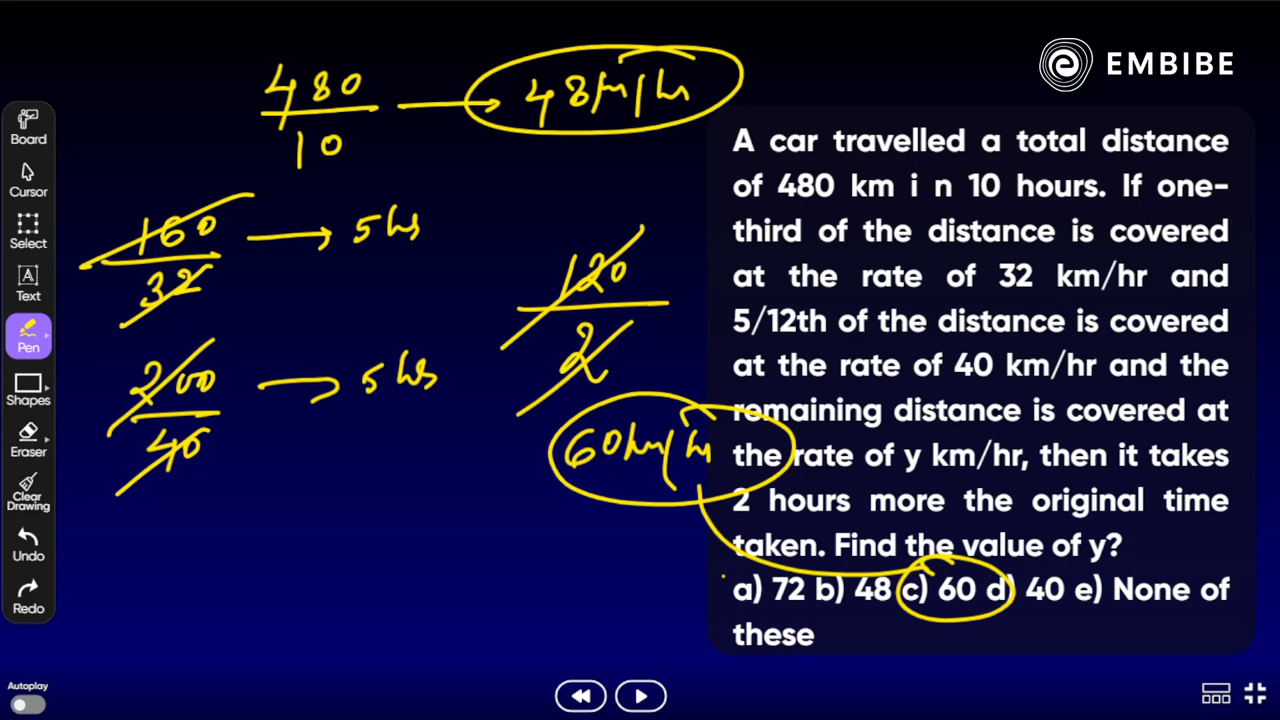 EMBIBE
480
10
48km/hr
160
32
5 hrs
200
40
5 hrs
120
2
60km/hr
A car travelled a total distance
of 480 km i n 10 hours. If one-
third of the distance is covered
at the rate of 32 km/hr and
5/12th of the distance is covered
at the rate of 40 km/hr and the
remaining distance is covered at
the rate of y km/hr, then it takes
2 hours more the original time
taken. Find the value of y?
a) 72 b) 48 c) 60 d) 40 e) None of
these
Board
Cursor
Select
Text
Pen
Shapes
Eraser
Clear
Drawing
Undo
Redo
Autoplay